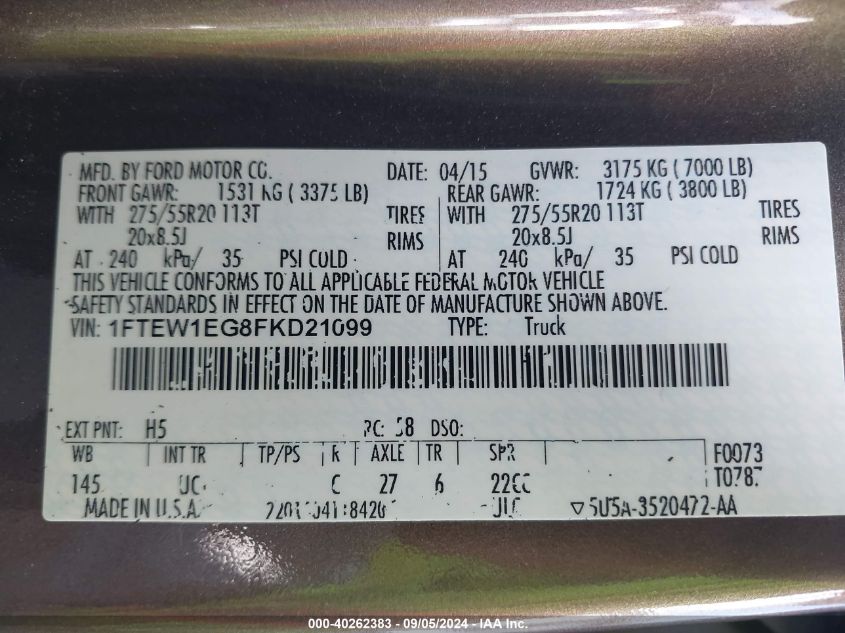 MFD. BY FORD MOTOR CO. DATE: 04/15 GVWR: 3175 KG ( 7000 LB)
FRONT GAWR: 1531 KG ( 3375 LB) REAR GAWR: 1724 KG ( 3800 LB)
WITH 275/55R20 113T TIRES WITH 275/55R20 113T TIRES
20x8.5J RIMS 20x8.5J RIMS
AT 240 kPa/ 35 PSI COLD AT 240 kPa/ 35 PSI COLD
THIS VEHICLE CONFORMS TO ALL APPLICABLE FEDERAL MOTOR VEHICLE
SAFETY STANDARDS IN EFFECT ON THE DATE OF MANUFACTURE SHOWN ABOVE.
VIN: 1FTEW1EG8FKD21099 TYPE: Truck
EXT PNT: H5 RC: DSO:
WB INT TR TP/PS R AXLE TR SPR F0073
145 UC C 27 6 T0787
MADE IN U.S.A. 5U5A-3520472-AA
000-40262383 - 09/05/2024 - IAA Inc.